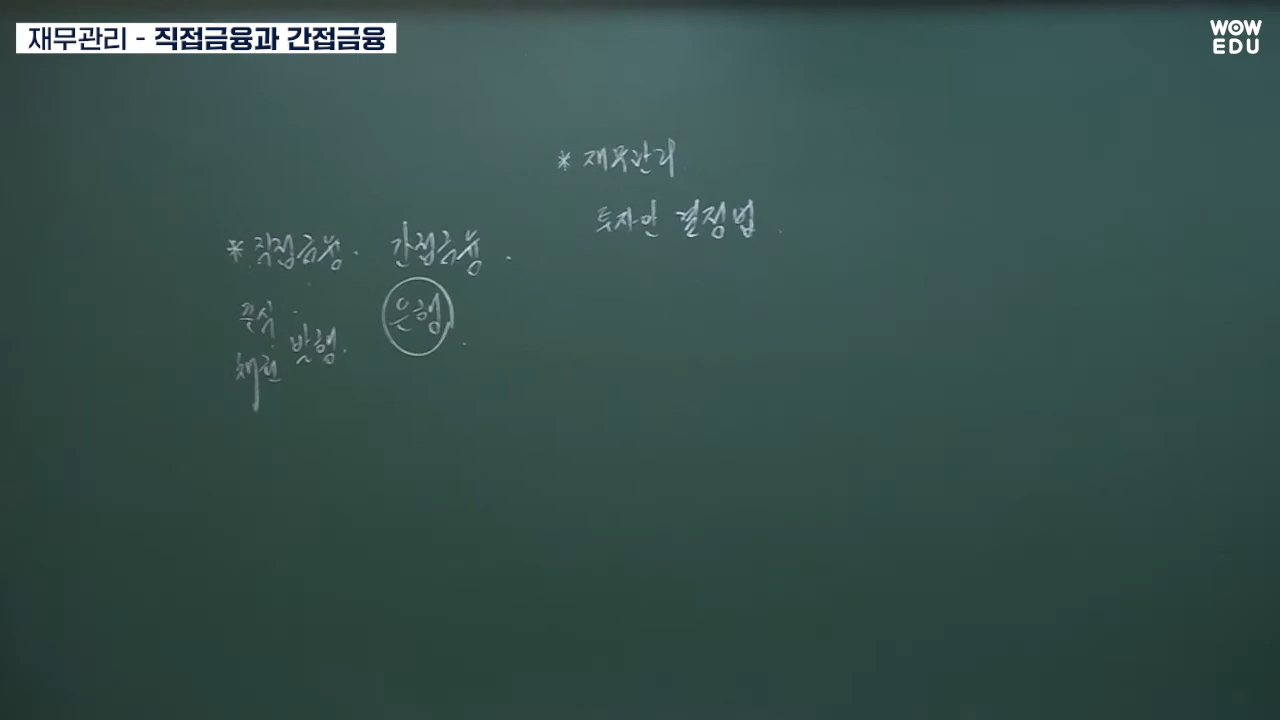 재무관리 - 직접금융과 간접금융
WOW
EDU
* 재무관리
투자안 결정법.
* 직접금융. 간접금융.
주식
발행.
채권
은행.